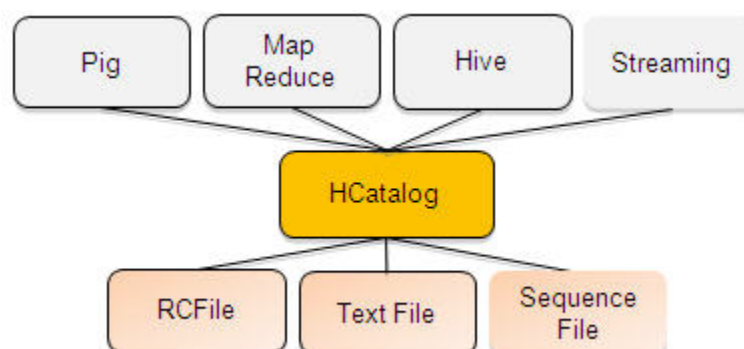 Pig
Map
Reduce
Hive
Streaming
HCatalog
RCFile
Text File
Sequence
File